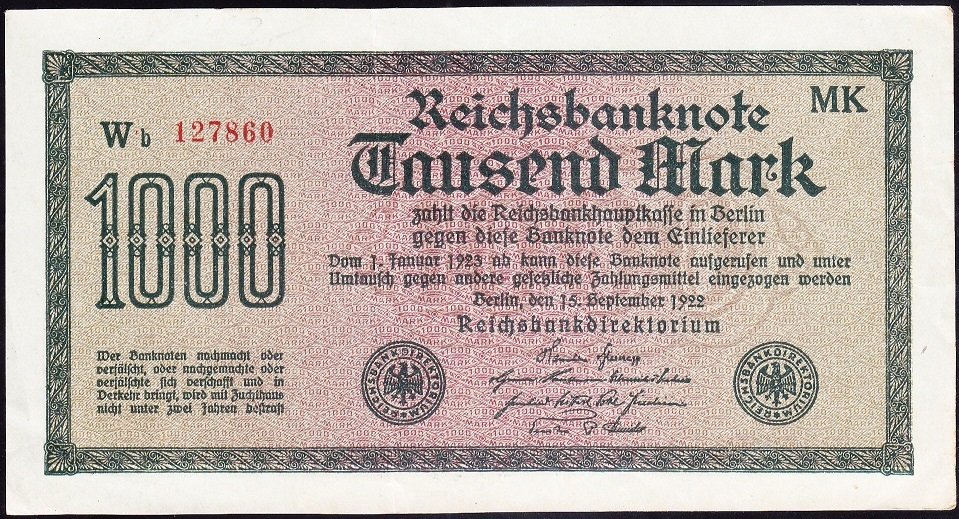 Reichsbanknote
MK
Wb 127860
Tausend Mark
1000
zahlt die Reichsbankhauptkasse in Berlin
gegen diese Banknote dem Einlieferer
Vom 1. Januar 1923 ab kann diese Banknote aufgerufen und unter
Umtausch gegen andere gesetzliche Zahlungsmittel eingezogen werden
Berlin, den 15. September 1922
Reichsbankdirektorium
Wer Banknoten nachmacht oder
verfälscht, oder nachgemachte oder
verfälschte sich verschafft und in
Verkehr bringt, wird mit Zuchthaus
nicht unter zwei Jahren bestraft
REICHSBANKDIREKTORIUM
REICHSBANKDIREKTORIUM